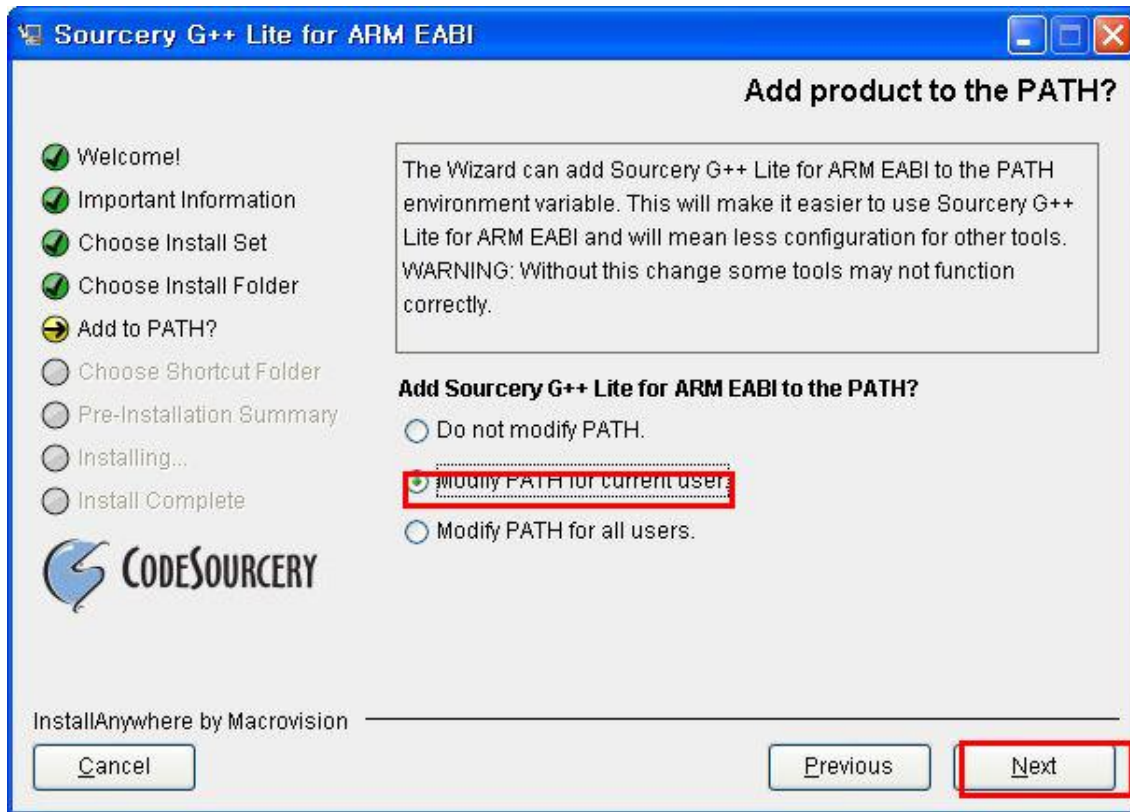 Sourcery G++ Lite for ARM EABI
Add product to the PATH?
Welcome!
Important Information
Choose Install Set
Choose Install Folder
Add to PATH?
Choose Shortcut Folder
Pre-Installation Summary
Installing...
Install Complete
CODESOURCERY
The Wizard can add Sourcery G++ Lite for ARM EABI to the PATH
environment variable. This will make it easier to use Sourcery G++
Lite for ARM EABI and will mean less configuration for other tools.
WARNING: Without this change some tools may not function
correctly.
Add Sourcery G++ Lite for ARM EABI to the PATH?
Do not modify PATH.
Modify PATH for current user.
Modify PATH for all users.
InstallAnywhere by Macrovision
Cancel
Previous
Next